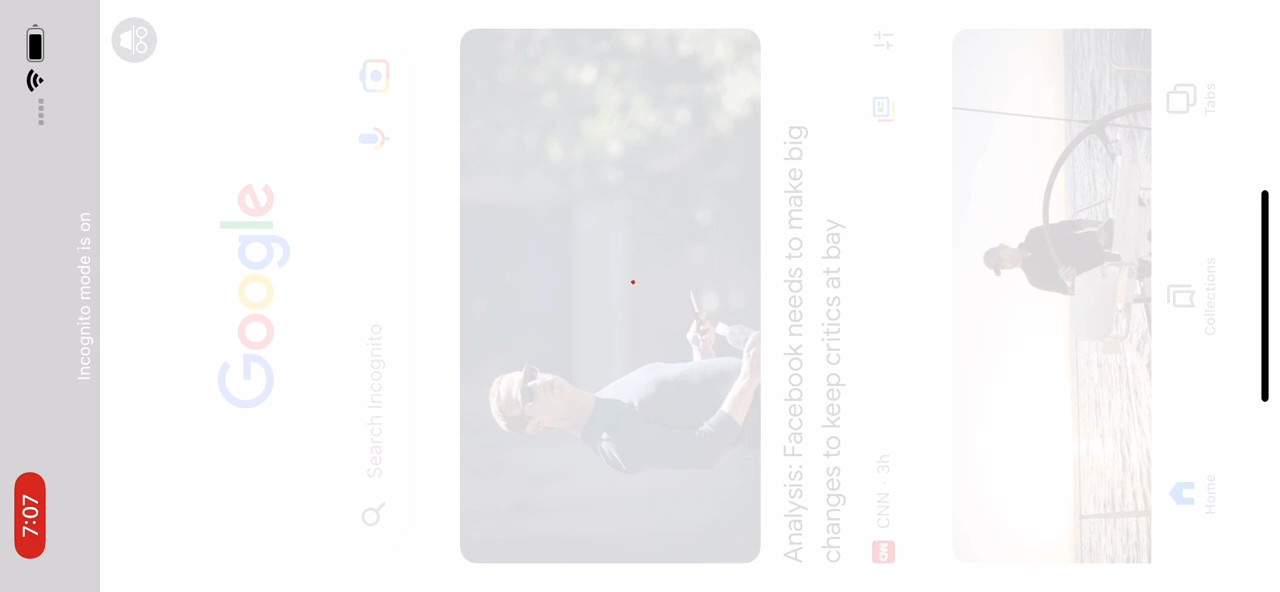 7:07
Incognito mode is on
Google
Search Incognito
Analysis: Facebook needs to make big
changes to keep critics at bay
CNN
CNN · 3h
Home
Collections
Tabs